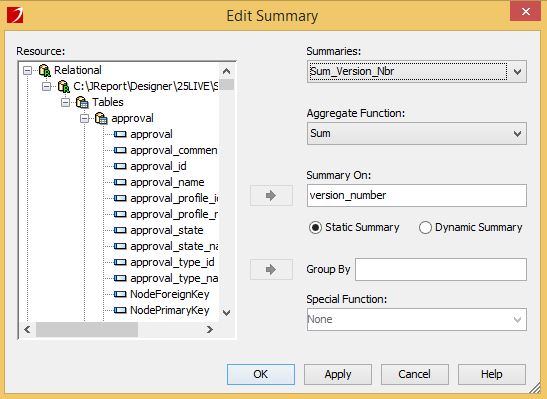 Edit Summary
Resource:
Relational
C:\JReport\Designer\25LIVE\S
Tables
approval
approval
approval_commen
approval_id
approval_name
approval_profile_i
approval_profile_r
approval_state
approval_state_na
approval_type_id
approval_type_na
NodeForeignKey
NodePrimaryKey
Summaries:
Sum_Version_Nbr
Aggregate Function:
Sum
Summary On:
version_number
Static Summary
Dynamic Summary
Group By
Special Function:
None
OK
Apply
Cancel
Help